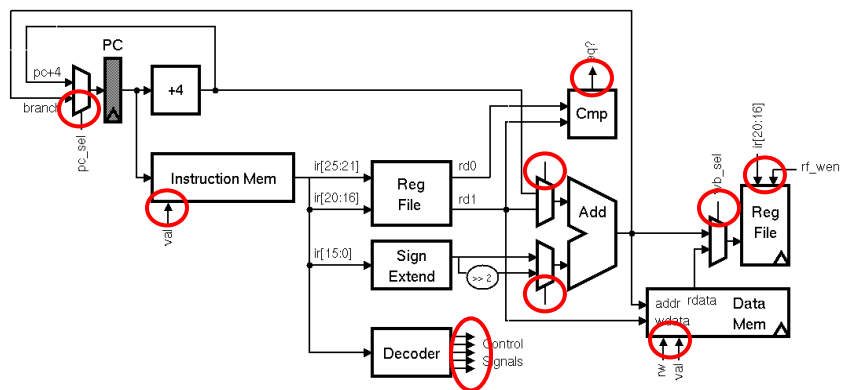 PC
pc+4
+4
branch
pc_sel
eq?
Cmp
ir[20:16]
rf_wen
wb_sel
Instruction Mem
val
ir[25:21]
ir[20:16]
Reg
File
rd0
rd1
Add
Reg
File
ir[15:0]
Sign
Extend
>> 2
rdata
addr
wdata
Data
Mem
rw
val
Decoder
Control
Signals